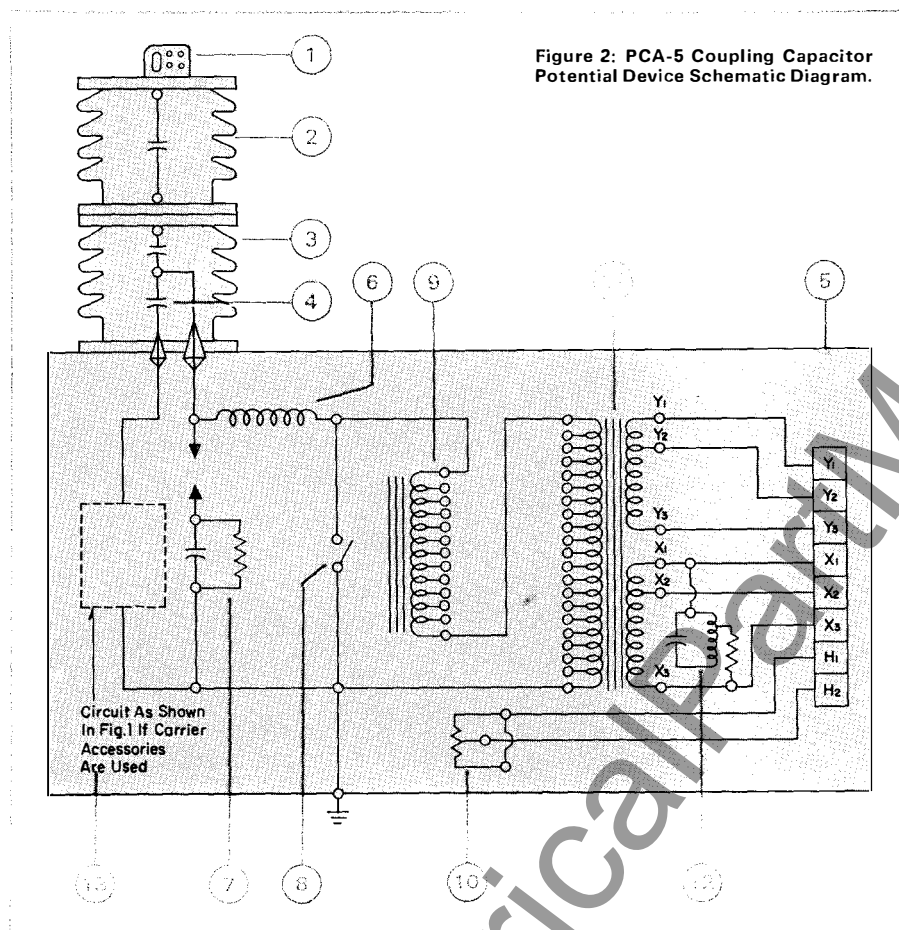 Figure 2: PCA-5 Coupling Capacitor
Potential Device Schematic Diagram.
1
2
3
4
6
9
5
Y1
Y2
Y3
X1
X2
X3
Y1
Y2
Y3
X1
X2
X3
H1
H2
Circuit As Shown
In Fig.1 If Carrier
Accessories
Are Used
13
7
8
10
12